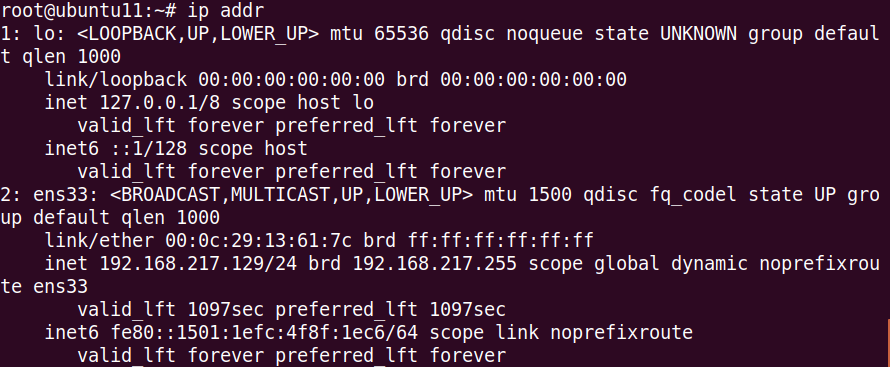 root@ubuntu11:~# ip addr
1: lo: <LOOPBACK,UP,LOWER_UP> mtu 65536 qdisc noqueue state UNKNOWN group defaul
t qlen 1000
    link/loopback 00:00:00:00:00:00 brd 00:00:00:00:00:00
    inet 127.0.0.1/8 scope host lo
       valid_lft forever preferred_lft forever
    inet6 ::1/128 scope host
       valid_lft forever preferred_lft forever
2: ens33: <BROADCAST,MULTICAST,UP,LOWER_UP> mtu 1500 qdisc fq_codel state UP gro
up default qlen 1000
    link/ether 00:0c:29:13:61:7c brd ff:ff:ff:ff:ff:ff
    inet 192.168.217.129/24 brd 192.168.217.255 scope global dynamic noprefixrou
te ens33
       valid_lft 1097sec preferred_lft 1097sec
    inet6 fe80::1501:1efc:4f8f:1ec6/64 scope link noprefixroute
       valid_lft forever preferred_lft forever